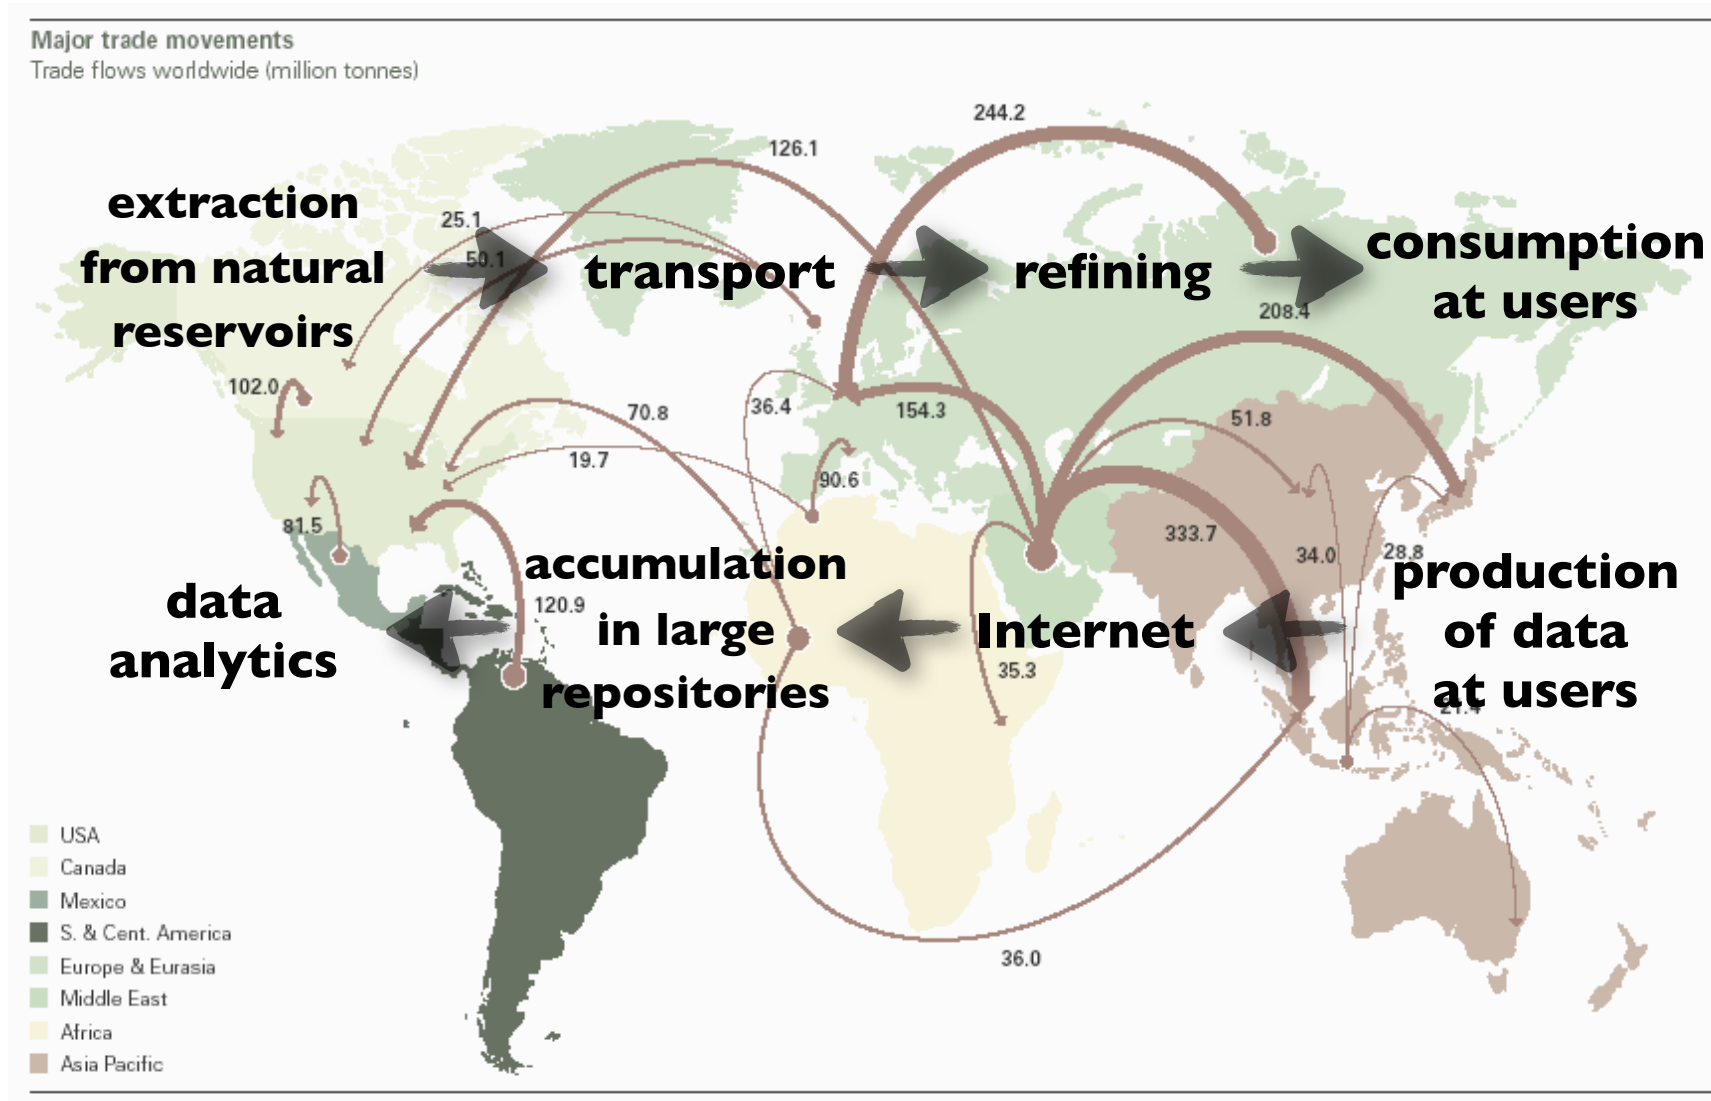 Major trade movements
Trade flows worldwide (million tonnes)
244.2
126.1
extraction
from natural
reservoirs
25.1
50.1
transport
refining
consumption
at users
208.4
102.0
70.8
36.4
154.3
51.8
19.7
90.6
81.5
333.7
34.0
28.8
data
analytics
120.9
accumulation
in large
repositories
Internet
35.3
production
of data
at users
21.4
USA
Canada
Mexico
S. & Cent. America
Europe & Eurasia
Middle East
Africa
Asia Pacific
36.0